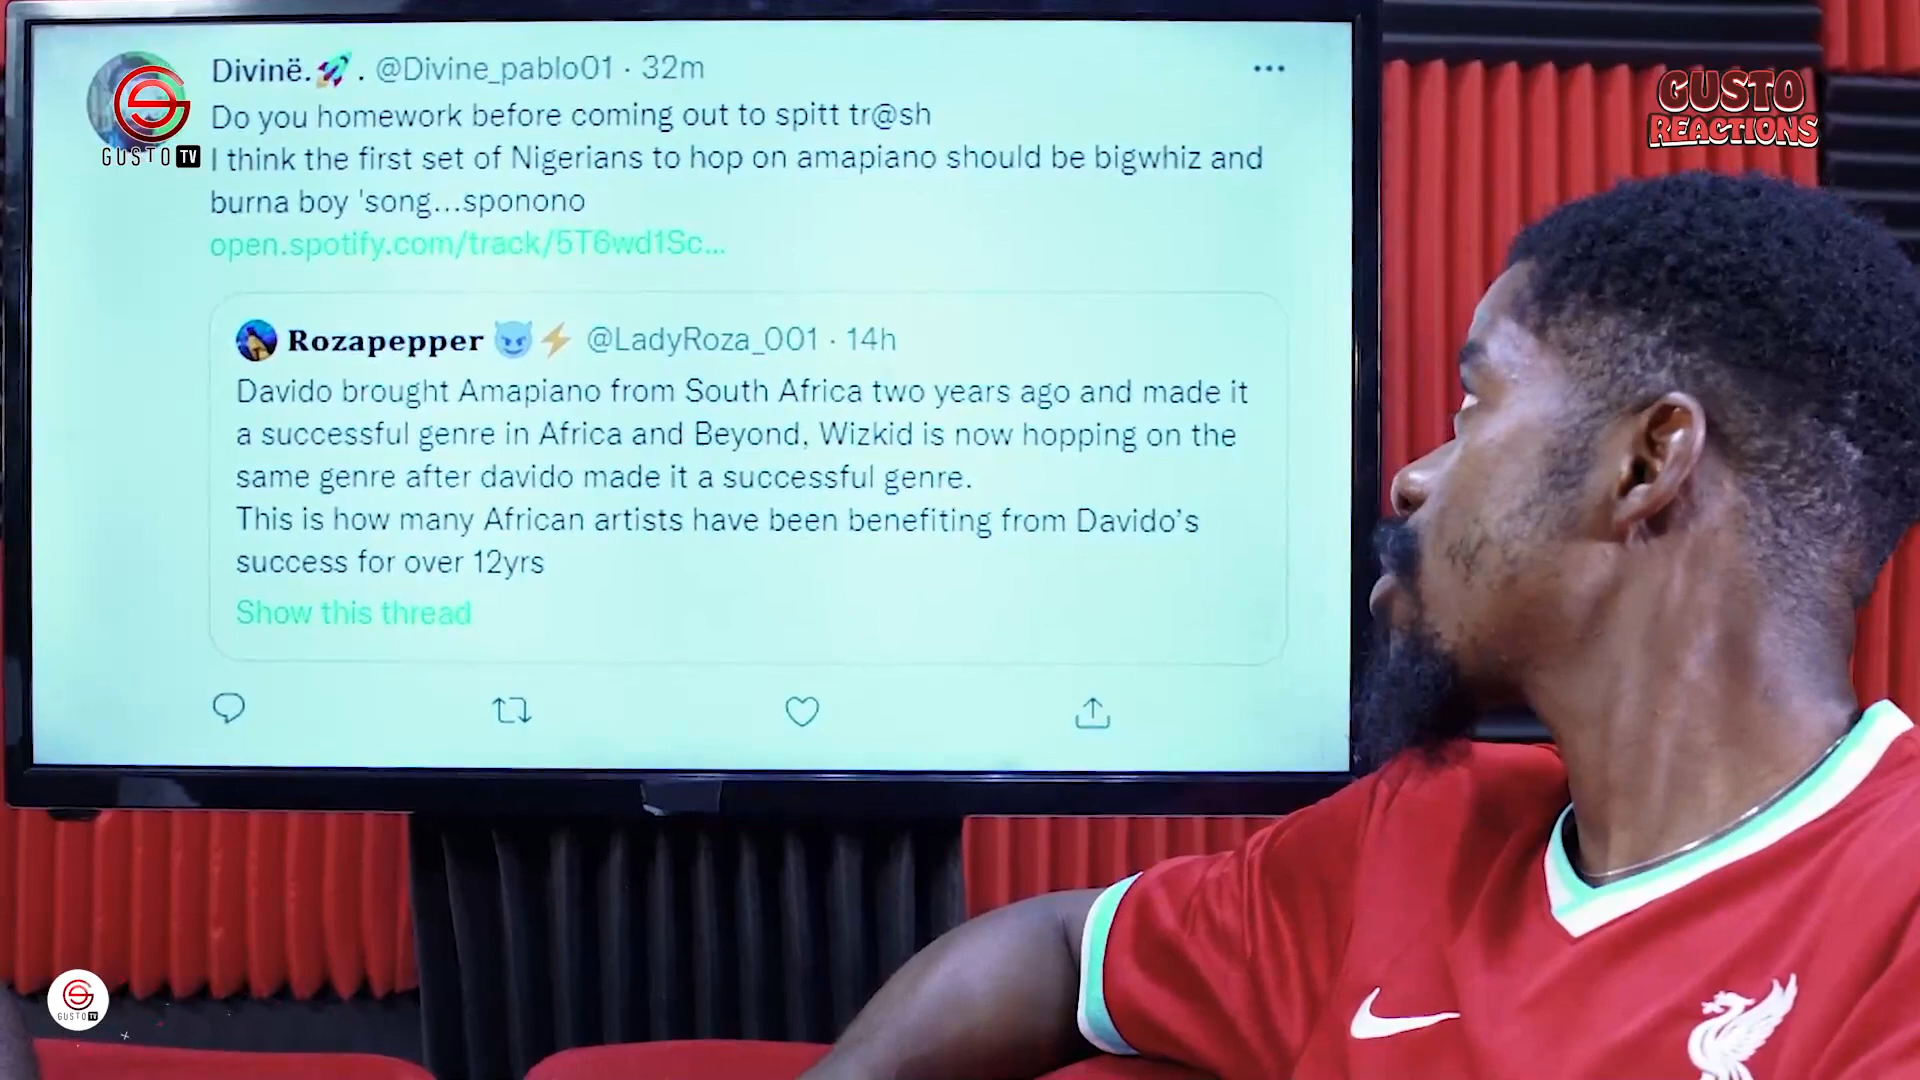 Divinë. 🚀 . @Divine_pablo01 · 32m
Do you homework before coming out to spitt tr@sh
I think the first set of Nigerians to hop on amapiano should be bigwhiz and
burna boy 'song...sponono
open.spotify.com/track/5T6wd1Sc...
Rozapepper 😈⚡ @LadyRoza_001 · 14h
Davido brought Amapiano from South Africa two years ago and made it
a successful genre in Africa and Beyond, Wizkid is now hopping on the
same genre after davido made it a successful genre.
This is how many African artists have been benefiting from Davido's
success for over 12yrs
Show this thread
GUSTO TV
GUSTO
REACTIONS
GUSTO TV